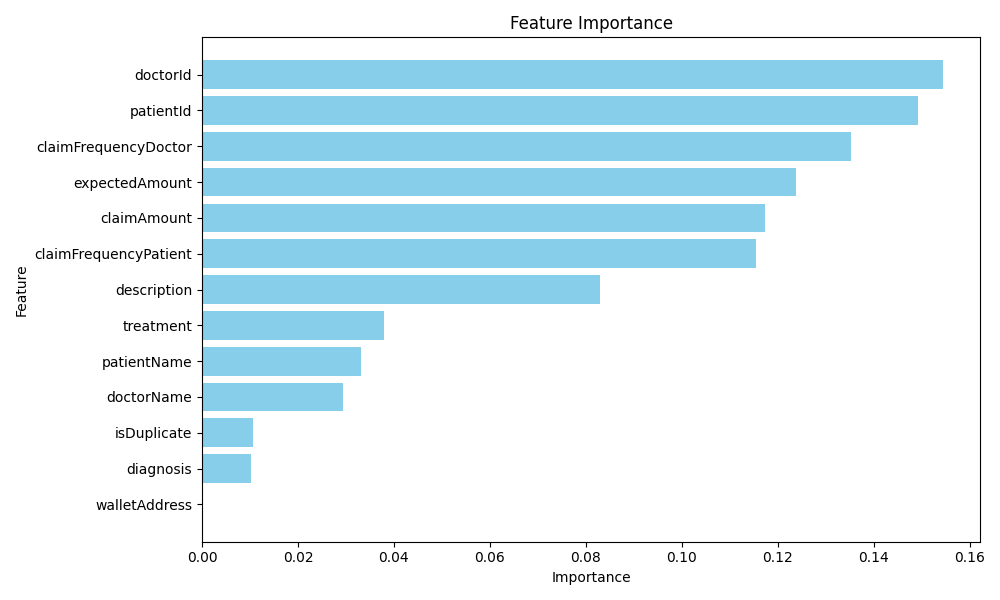 Feature Importance
Feature
doctorId
patientId
claimFrequencyDoctor
expectedAmount
claimAmount
claimFrequencyPatient
description
treatment
patientName
doctorName
isDuplicate
diagnosis
walletAddress
0.00 0.02 0.04 0.06 0.08 0.10 0.12 0.14 0.16
Importance